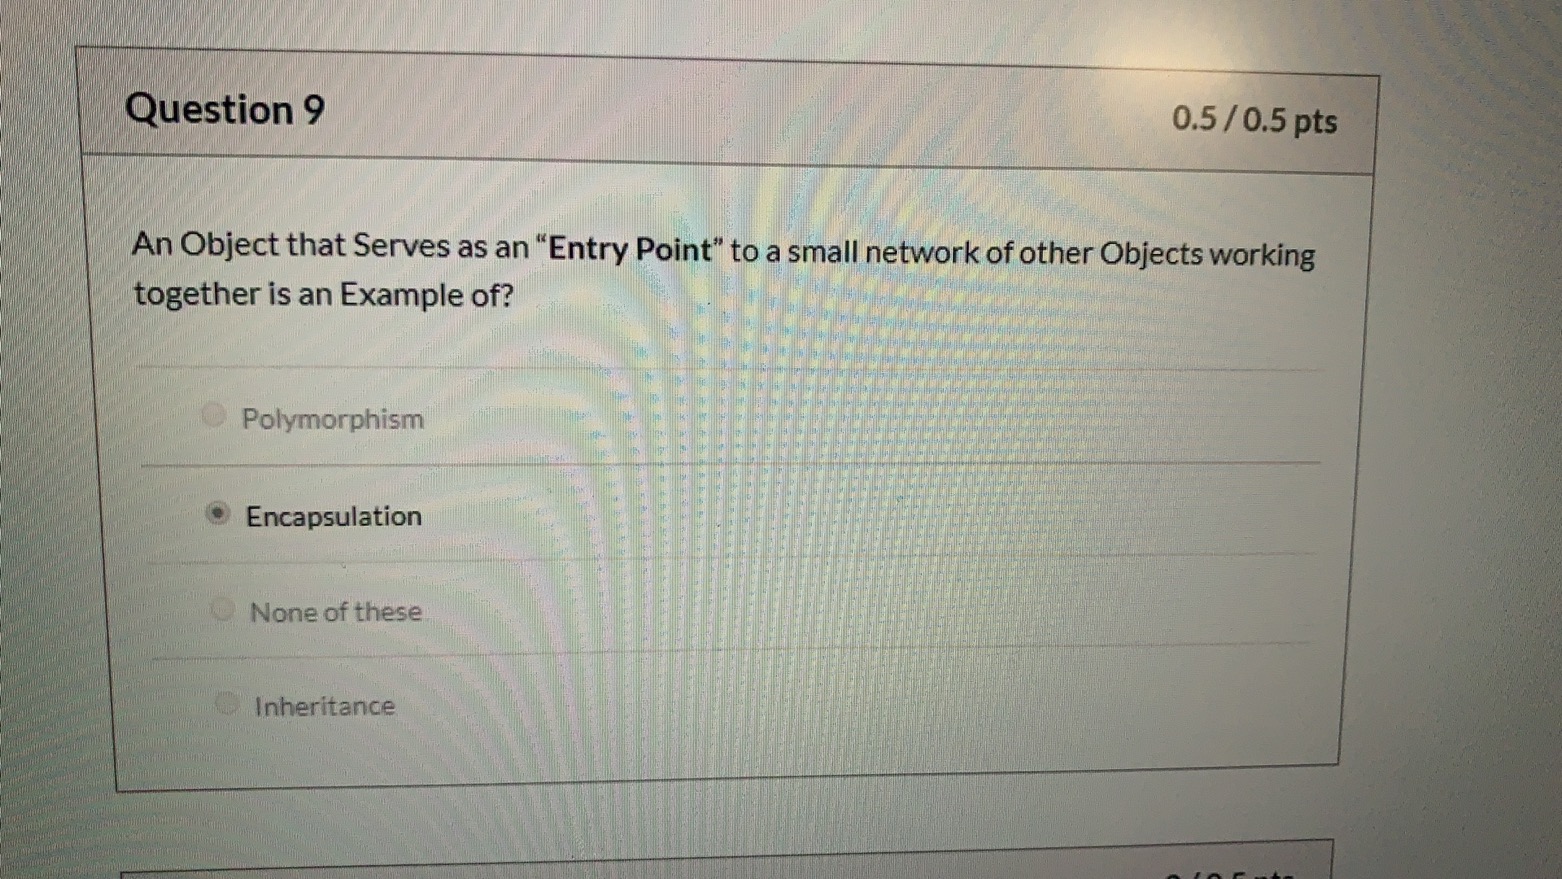 Question 9
0.5 / 0.5 pts
An Object that Serves as an “Entry Point” to a small network of other Objects working
together is an Example of?
Polymorphism
Encapsulation
None of these
Inheritance